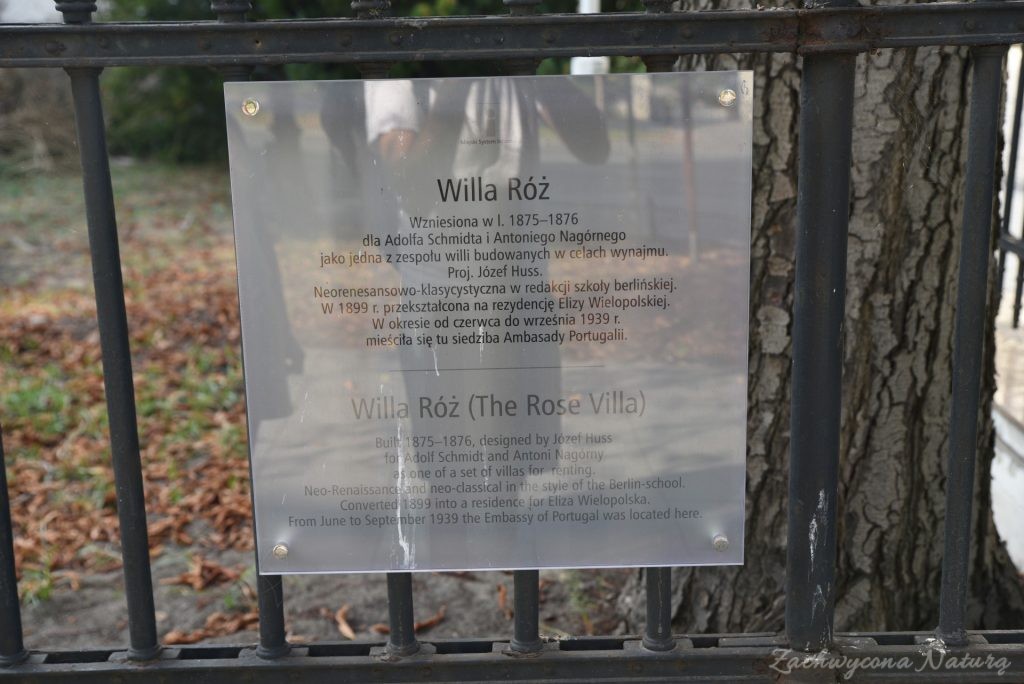 Miejski System
Willa Róż
Wzniesiona w l. 1875–1876
dla Adolfa Schmidta i Antoniego Nagórnego
jako jedna z zespołu willi budowanych w celach wynajmu.
Proj. Józef Huss.
Neorenesansowo-klasycystyczna w redakcji szkoły berlińskiej.
W 1899 r. przekształcona na rezydencję Elizy Wielopolskiej.
W okresie od czerwca do września 1939 r.
mieściła się tu siedziba Ambasady Portugalii.
Willa Róż (The Rose Villa)
Built 1875–1876, designed by Józef Huss
for Adolf Schmidt and Antoni Nagórny
as one of a set of villas for renting.
Neo-Renaissance and neo-classical in the style of the Berlin-school.
Converted 1899 into a residence for Eliza Wielopolska.
From June to September 1939 the Embassy of Portugal was located here.
Zachwycona Naturą